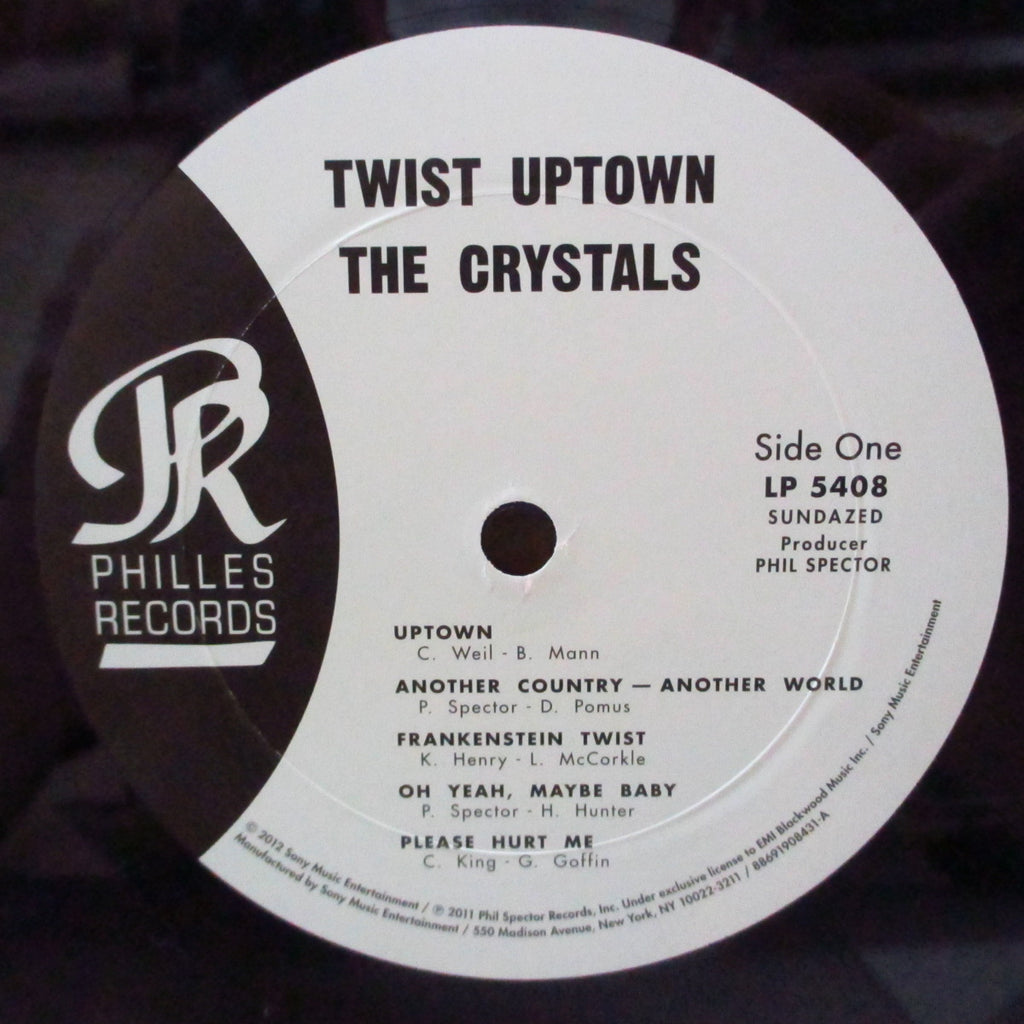 TWIST UPTOWN
THE CRYSTALS
PR
PHILLES
RECORDS
Side One
LP 5408
SUNDAZED
Producer
PHIL SPECTOR
UPTOWN
C. Weil - B. Mann
ANOTHER COUNTRY — ANOTHER WORLD
P. Spector - D. Pomus
FRANKENSTEIN TWIST
K. Henry - L. McCorkle
OH YEAH, MAYBE BABY
P. Spector - H. Hunter
PLEASE HURT ME
C. King - G. Goffin
© 2012 Sony Music Entertainment / ℗ 2011 Phil Spector Records, Inc. Under exclusive license to EMI Blackwood Music Inc. / Sony Music Entertainment
Manufactured by Sony Music Entertainment / 550 Madison Avenue, New York, NY 10022-3211 / 88691908431-A